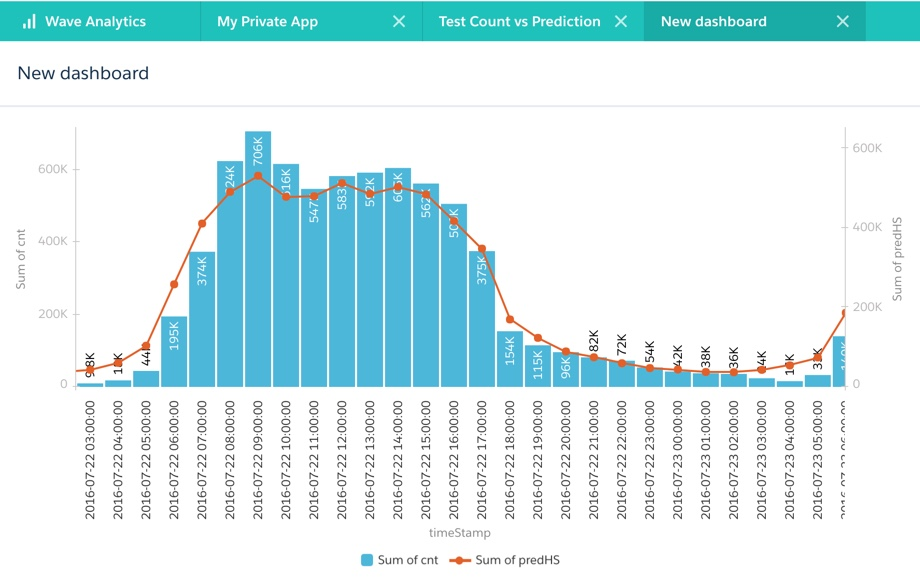 Wave Analytics
My Private App
Test Count vs Prediction
New dashboard
New dashboard
600K
400K
200K
0
Sum of cnt
600K
400K
200K
0
Sum of predHS
195K
374K
706K
375K
154K
115K
96K
82K
72K
54K
42K
38K
36K
2016-07-22 03:00:00
2016-07-22 04:00:00
2016-07-22 05:00:00
2016-07-22 06:00:00
2016-07-22 07:00:00
2016-07-22 08:00:00
2016-07-22 09:00:00
2016-07-22 10:00:00
2016-07-22 11:00:00
2016-07-22 12:00:00
2016-07-22 13:00:00
2016-07-22 14:00:00
2016-07-22 15:00:00
2016-07-22 16:00:00
2016-07-22 17:00:00
2016-07-22 18:00:00
2016-07-22 19:00:00
2016-07-22 20:00:00
2016-07-22 21:00:00
2016-07-22 22:00:00
2016-07-22 23:00:00
2016-07-23 00:00:00
2016-07-23 01:00:00
2016-07-23 02:00:00
2016-07-23 03:00:00
2016-07-23 04:00:00
2016-07-23 05:00:00
timeStamp
Sum of cnt
Sum of predHS